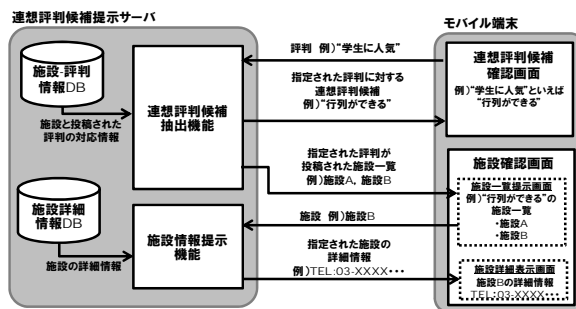 連想評判候補提示サーバ
施設-評判
情報DB
施設と投稿された
評判の対応情報
連想評判候補
抽出機能
施設詳細
情報DB
施設の詳細情報
施設情報提示
機能
評判 例)“学生に人気”
指定された評判に対する
連想評判候補
例)“行列ができる”
指定された評判が
投稿された施設一覧
例)施設A, 施設B
施設 例)施設B
指定された施設の
詳細情報
例)TEL:03-XXXX・・・
モバイル端末
連想評判候補
確認画面
例)“学生に人気”といえば
“行列ができる”
施設確認画面
施設一覧提示画面
例)“行列ができる”の
施設一覧
・施設A
・施設B
施設詳細表示画面
施設Bの詳細情報
TEL:03-XXXX・・・